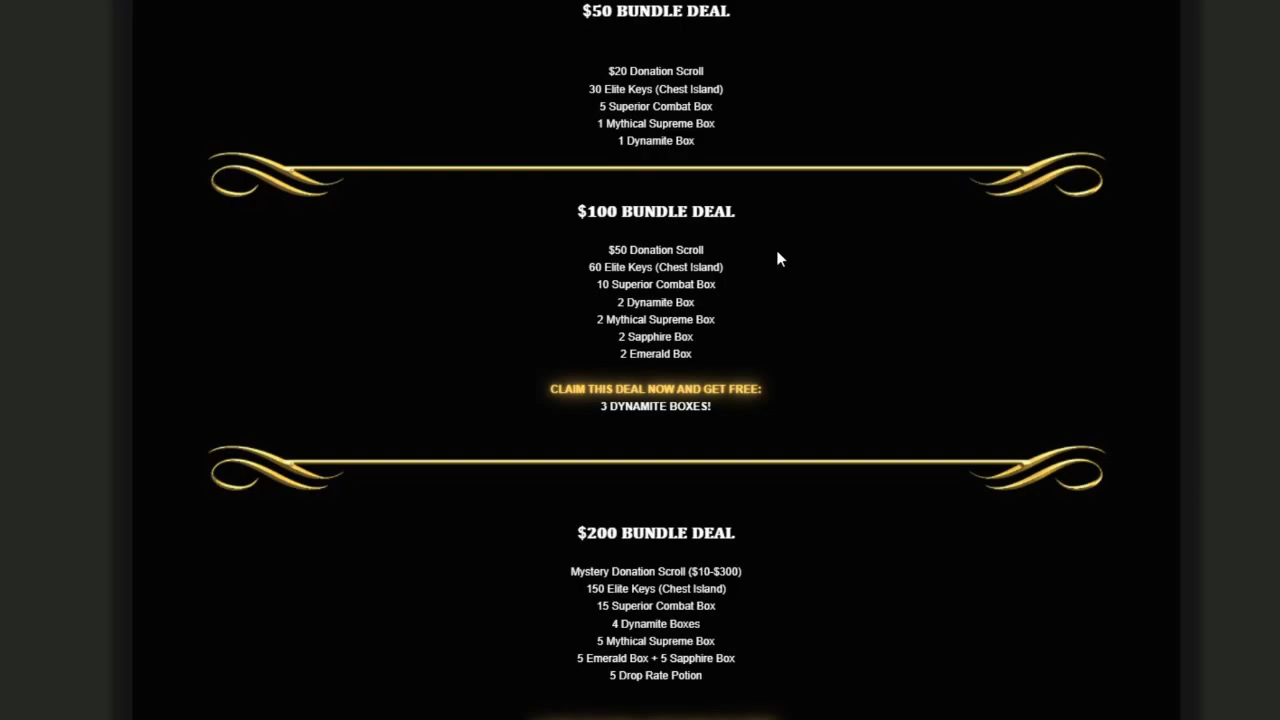 $50 BUNDLE DEAL
$20 Donation Scroll
30 Elite Keys (Chest Island)
5 Superior Combat Box
1 Mythical Supreme Box
1 Dynamite Box
$100 BUNDLE DEAL
$50 Donation Scroll
60 Elite Keys (Chest Island)
10 Superior Combat Box
2 Dynamite Box
2 Mythical Supreme Box
2 Sapphire Box
2 Emerald Box
CLAIM THIS DEAL NOW AND GET FREE:
3 DYNAMITE BOXES!
$200 BUNDLE DEAL
Mystery Donation Scroll ($10-$300)
150 Elite Keys (Chest Island)
15 Superior Combat Box
4 Dynamite Boxes
5 Mythical Supreme Box
5 Emerald Box + 5 Sapphire Box
5 Drop Rate Potion